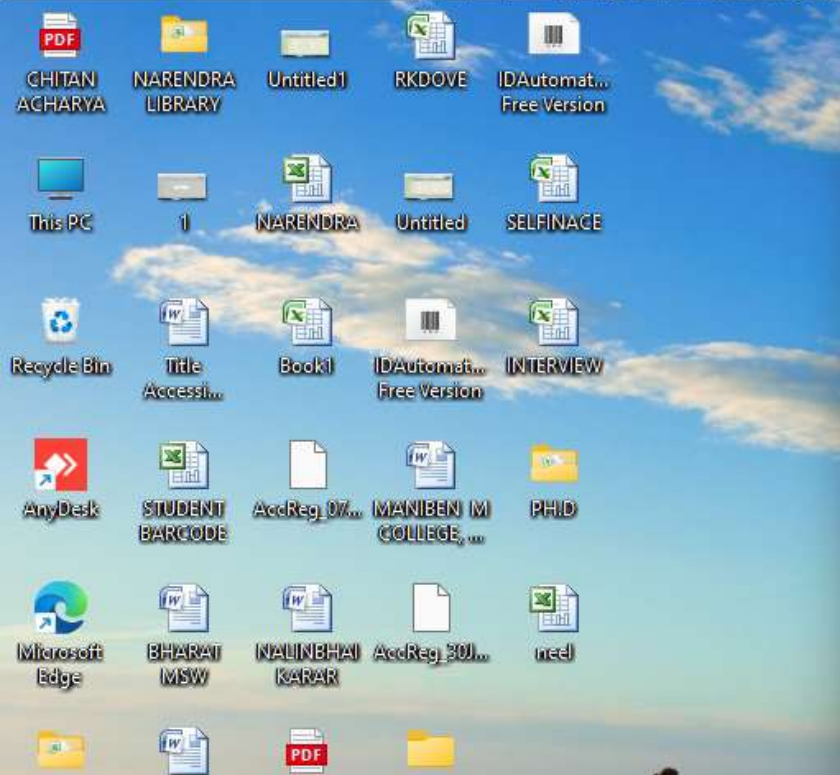 PDF
CHITAN
ACHARYA
NARENDRA
LIBRARY
Untitled1
RKDOVE
IDAutomat...
Free Version
This PC
1
NARENDRA
Untitled
SELFINACE
Recycle Bin
Title
Accessi...
Book1
IDAutomat...
Free Version
INTERVIEW
AnyDesk
STUDENT
BARCODE
AccReg_07...
MANIBEN M
COLLEGE, ...
PH.D
Microsoft
Edge
BHARAT
MSW
NALINBHAI
KARAR
AccReg_30J...
neel
PDF